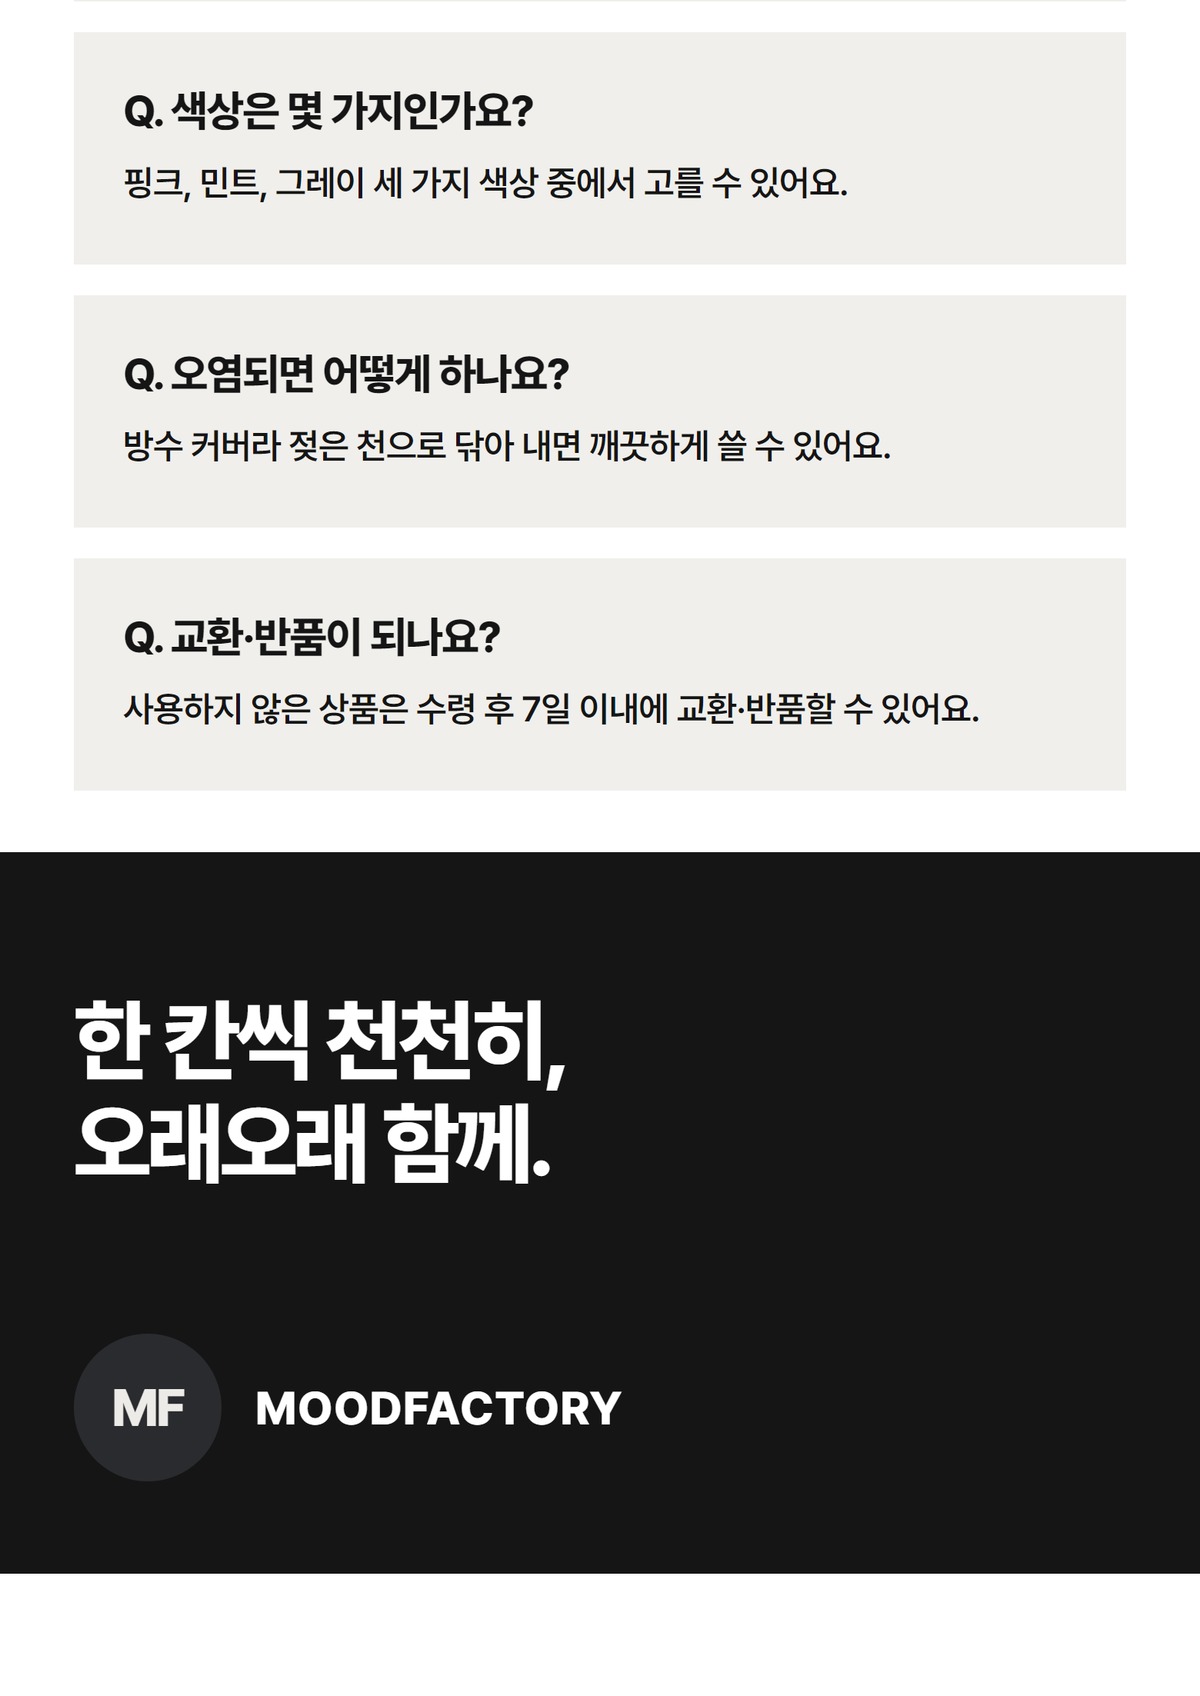 Q. 색상은 몇 가지인가요?
핑크, 민트, 그레이 세 가지 색상 중에서 고를 수 있어요.
Q. 오염되면 어떻게 하나요?
방수 커버라 젖은 천으로 닦아 내면 깨끗하게 쓸 수 있어요.
Q. 교환·반품이 되나요?
사용하지 않은 상품은 수령 후 7일 이내에 교환·반품할 수 있어요.
한 칸씩 천천히,
오래오래 함께.
MF MOODFACTORY